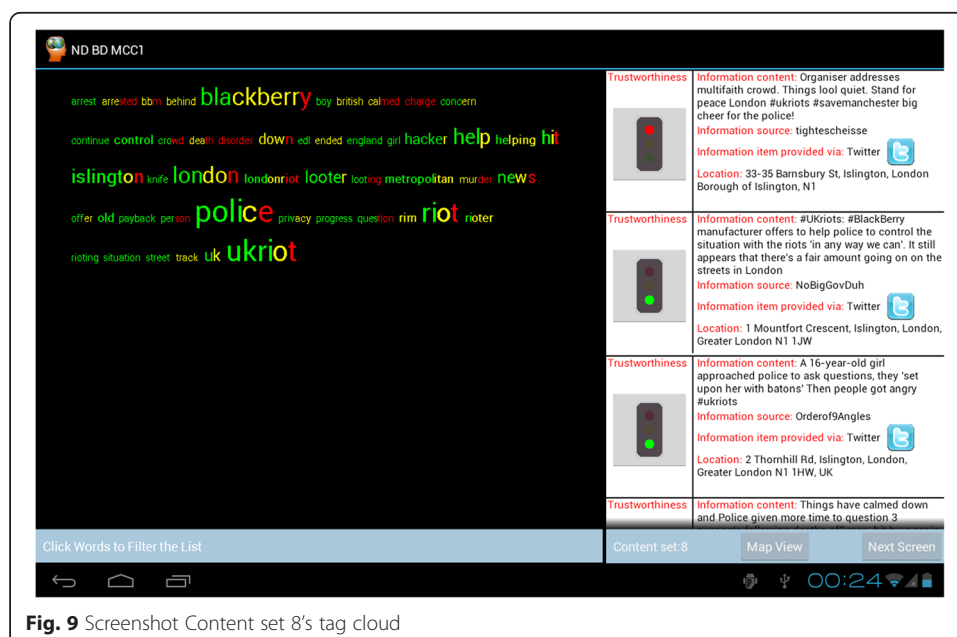 ND BD MCC1
arrest arrested bbm behind blackberry boy british calmed charge concern
continue control crowd death disorder down edl ended england girl hacker help helping hit
islington knife london londonriot looter looting metropolitan murder news
offer old payback person police privacy progress question rim riot rioter
rioting situation street track uk ukriot
Click Words to Filter the List
Trustworthiness
Information content: Organiser addresses
multifaith crowd. Things lool quiet. Stand for
peace London #ukriots #savemanchester big
cheer for the police!
Information source: tightescheisse
Information item provided via: Twitter
Location: 33-35 Barnsbury St, Islington, London
Borough of Islington, N1
Trustworthiness
Information content: #UKriots: #BlackBerry
manufacturer offers to help police to control the
situation with the riots 'in any way we can'. It still
appears that there's a fair amount going on on the
streets in London
Information source: NoBigGovDuh
Information item provided via: Twitter
Location: 1 Mountfort Crescent, Islington, London,
Greater London N1 1JW
Trustworthiness
Information content: A 16-year-old girl
approached police to ask questions, they 'set
upon her with batons' Then people got angry
#ukriots
Information source: Orderof9Angles
Information item provided via: Twitter
Location: 2 Thornhill Rd, Islington, London,
Greater London N1 1HW, UK
Trustworthiness
Information content: Things have calmed down
and Police given more time to question 3
Content set:8
Map View
Next Screen
00:24
Fig. 9 Screenshot Content set 8's tag cloud